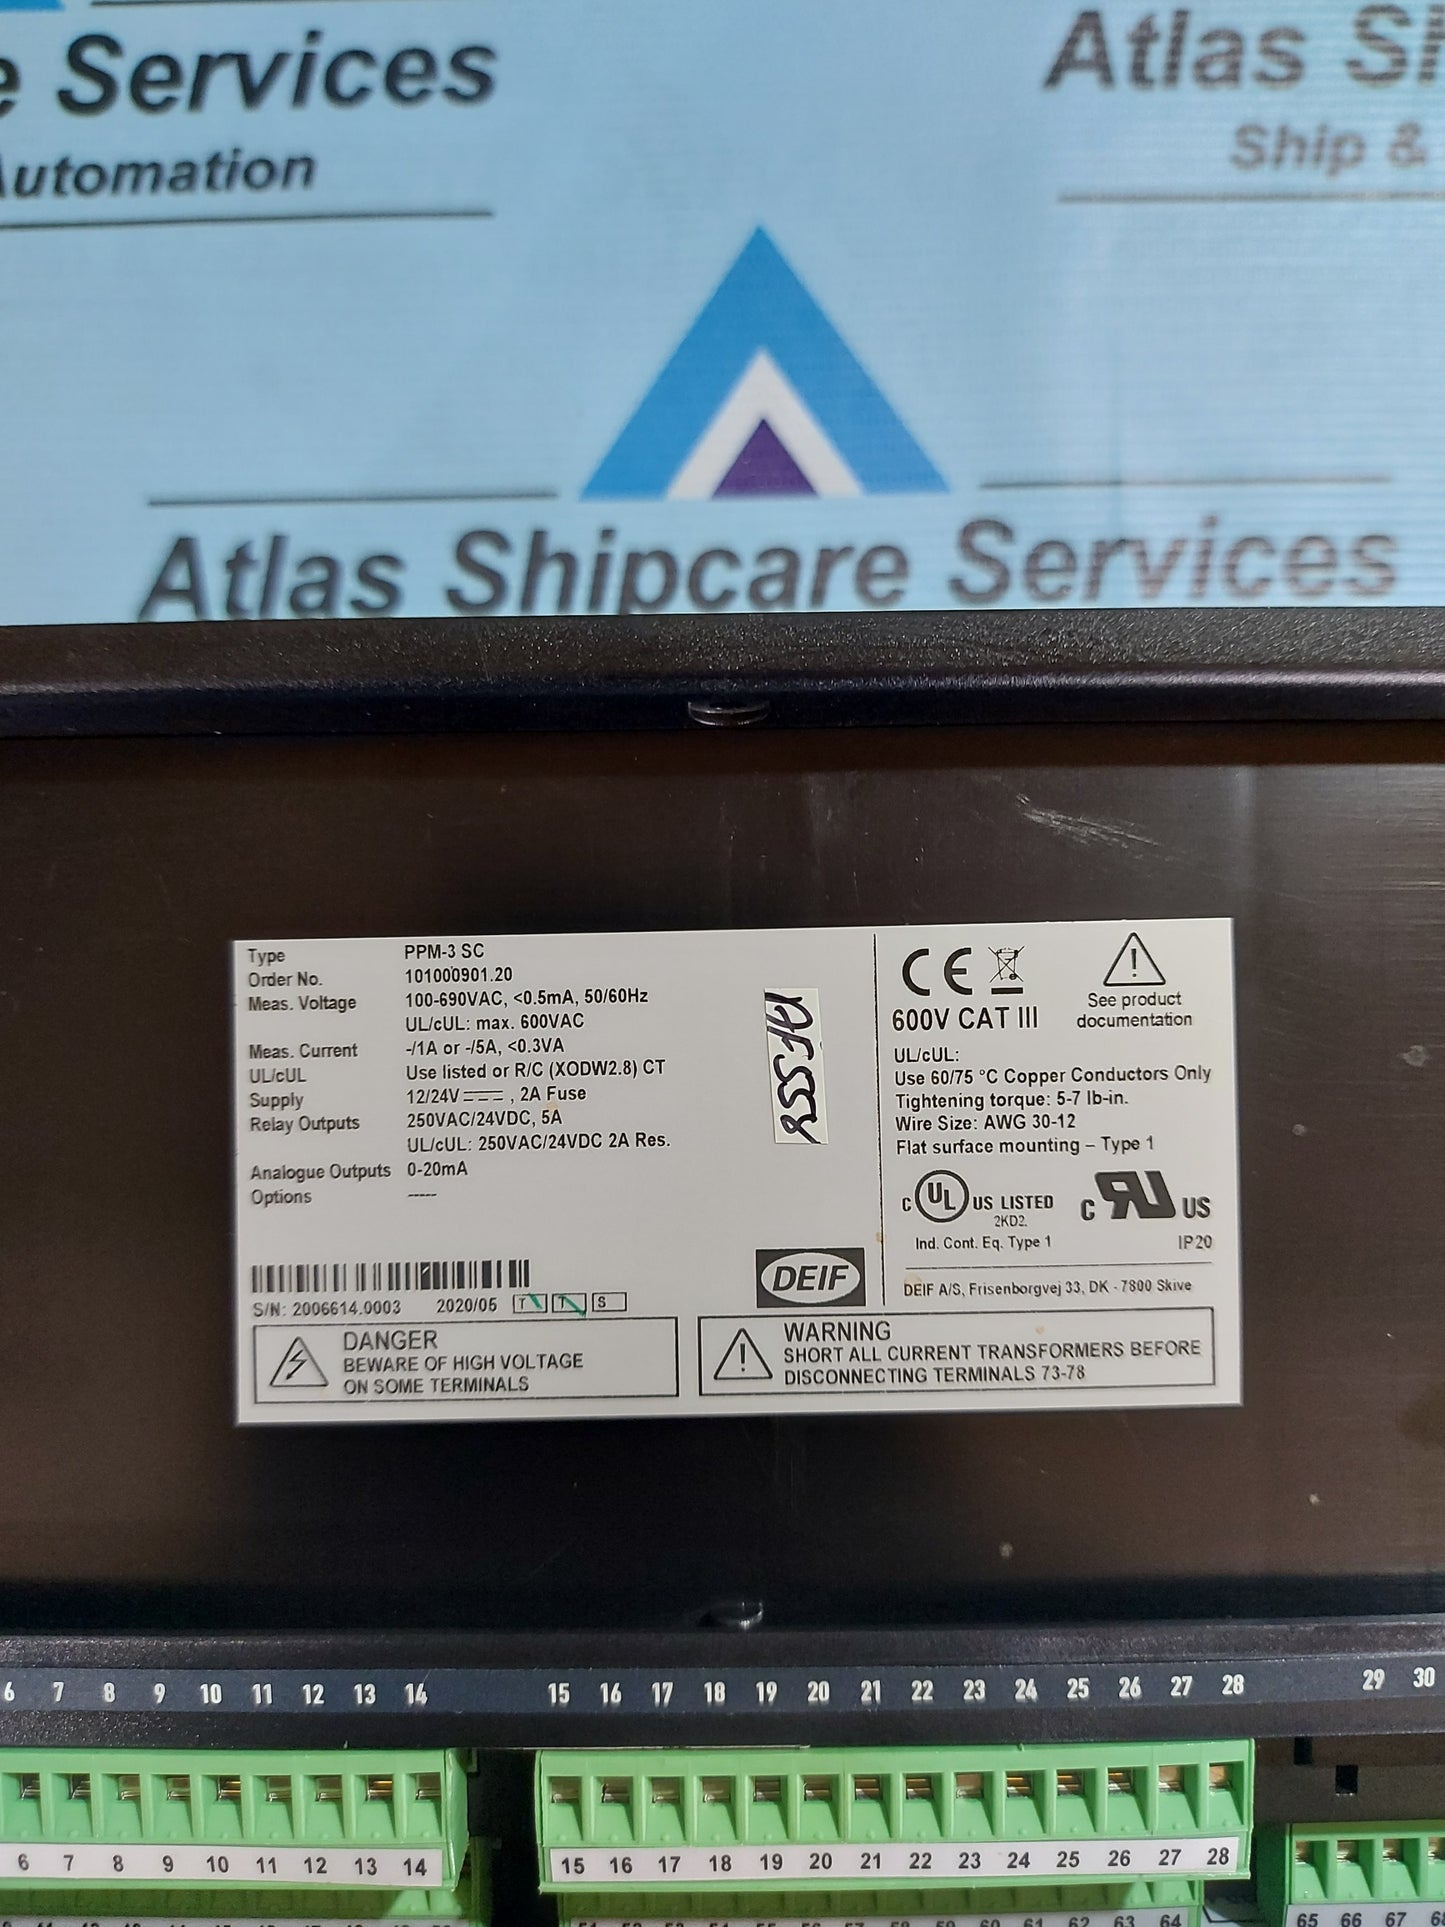 e Services
Automation
Atlas
Ship &
Atlas Shipcare Services
Type PPM-3 SC
Order No. 101000901.20
Meas. Voltage 100-690VAC, <0.5mA, 50/60Hz
UL/cUL: max. 600VAC
Meas. Current -/1A or -/5A, <0.3VA
UL/cUL Use listed or R/C (XODW2.8) CT
Supply 12/24V , 2A Fuse
Relay Outputs 250VAC/24VDC, 5A
UL/cUL: 250VAC/24VDC 2A Res.
Analogue Outputs 0-20mA
Options -----
S/N: 2006614.0003 2020/05 T T S
DEIF
DANGER
BEWARE OF HIGH VOLTAGE
ON SOME TERMINALS
CE
600V CAT III
See product
documentation
UL/cUL:
Use 60/75 °C Copper Conductors Only
Tightening torque: 5-7 lb-in.
Wire Size: AWG 30-12
Flat surface mounting – Type 1
C UL US LISTED
2KD2.
Ind. Cont. Eq. Type 1
C RU US
IP20
DEIF A/S, Frisenborgvej 33, DK - 7800 Skive
WARNING
SHORT ALL CURRENT TRANSFORMERS BEFORE
DISCONNECTING TERMINALS 73-78
6 7 8 9 10 11 12 13 14 15 16 17 18 19 20 21 22 23 24 25 26 27 28 29 30
6 7 8 9 10 11 12 13 14 15 16 17 18 19 20 21 22 23 24 25 26 27 28
65 66 67